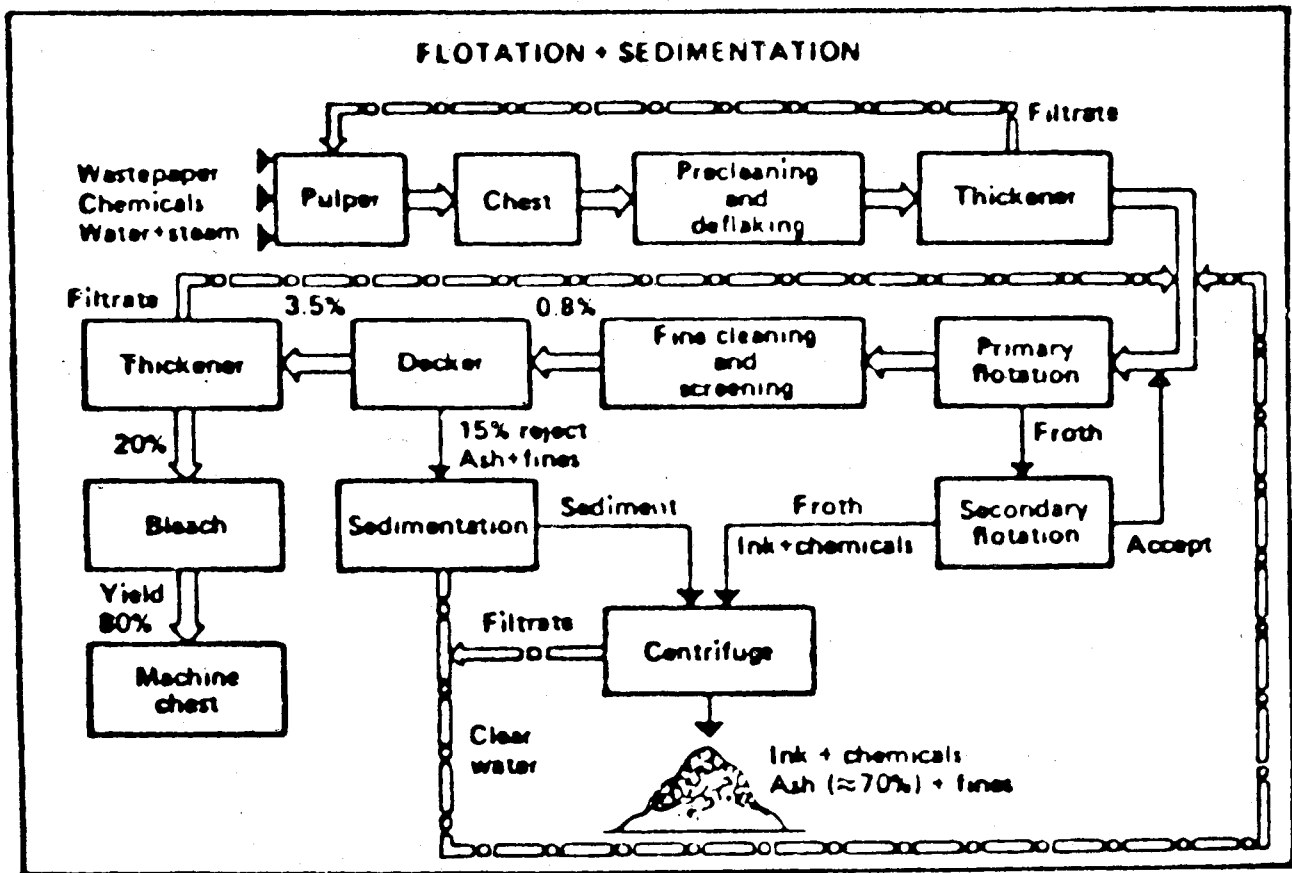 FLOTATION + SEDIMENTATION
Filtrate
Wastepaper
Chemicals
Water+steam
Pulper
Chest
Precleaning
and
deflaking
Thickener
Filtrate
3.5%
0.8%
Thickener
Decker
Fine cleaning
and
screening
Primary
flotation
20%
15% reject
Ash+fines
Froth
Bleach
Sedimentation
Sediment
Froth
Ink+chemicals
Secondary
flotation
Accept
Yield
80%
Filtrate
Centrifuge
Machine
chest
Clear
water
Ink + chemicals
Ash (≈70%) + fines